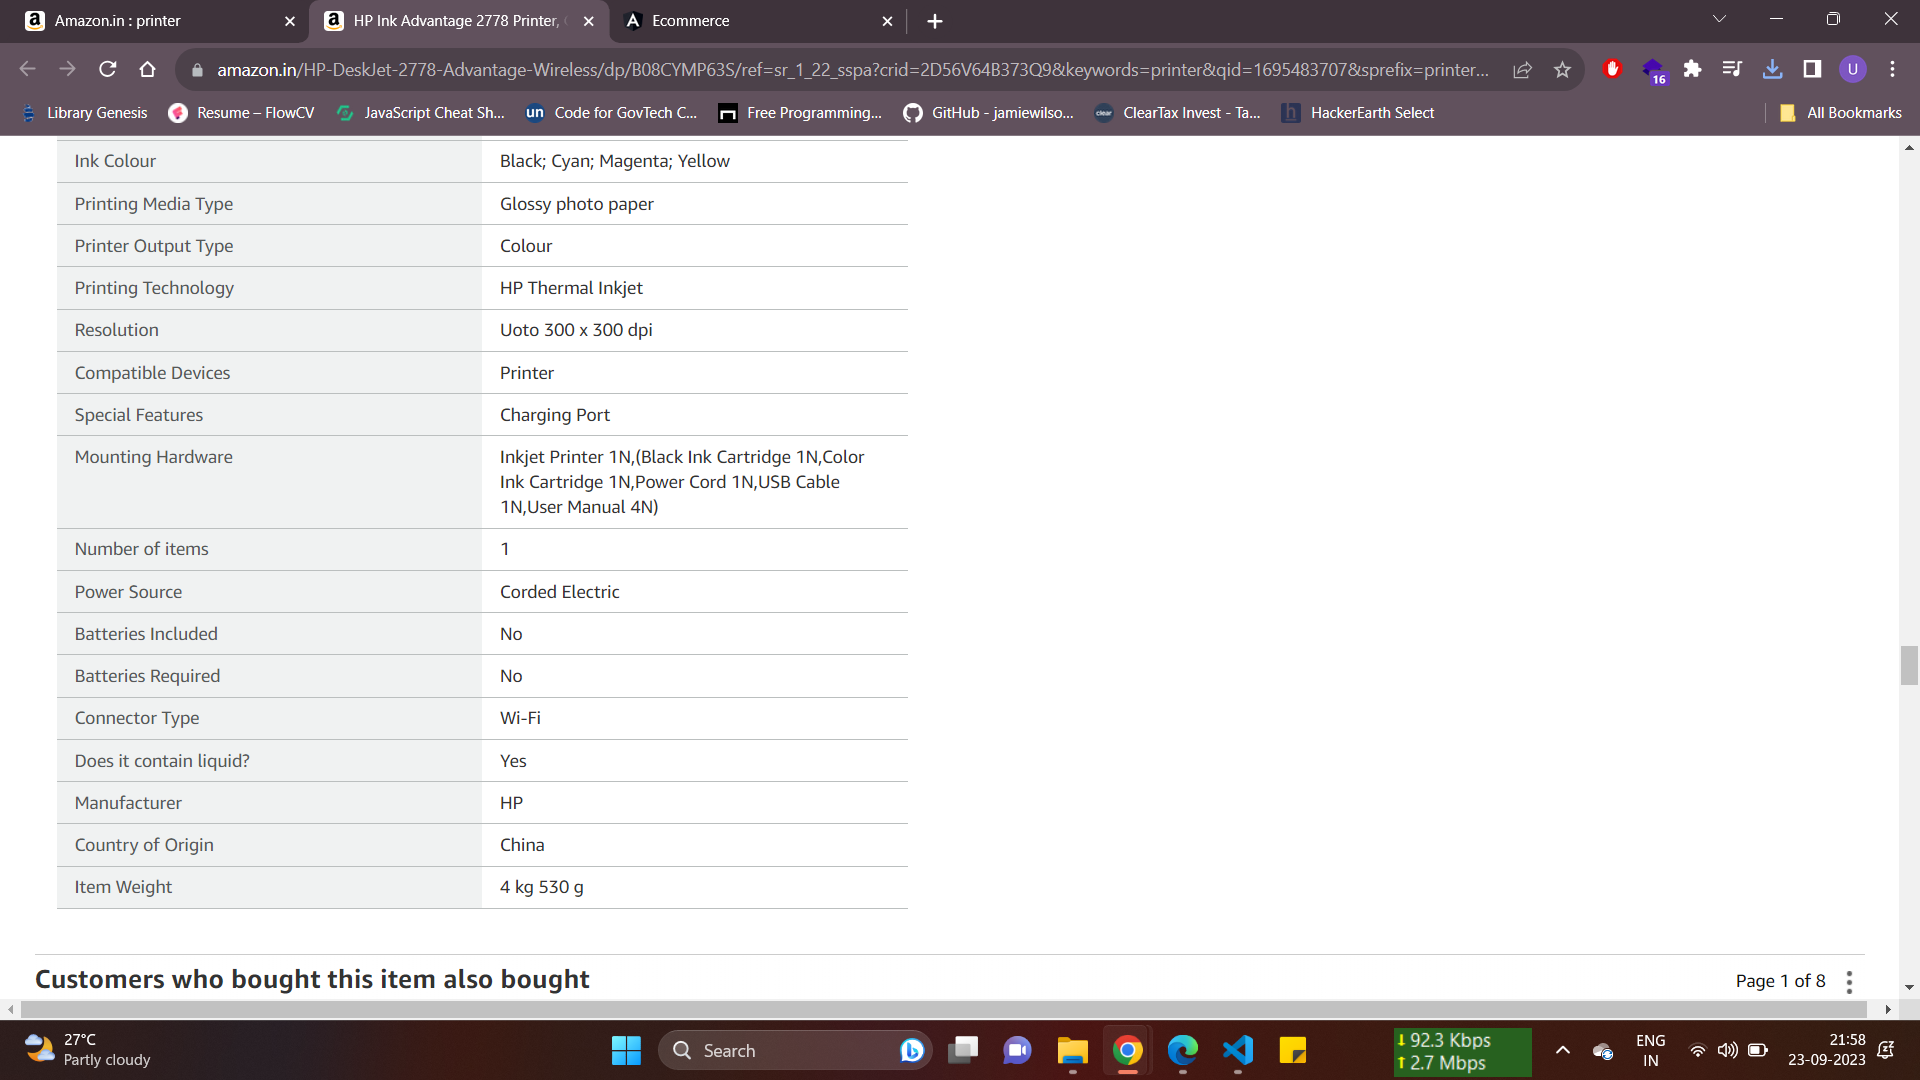 Amazon.in : printer
HP Ink Advantage 2778 Printer,
Ecommerce
amazon.in/HP-DeskJet-2778-Advantage-Wireless/dp/B08CYMP63S/ref=sr_1_22_sspa?crid=2D56V64B373Q9&keywords=printer&qid=1695483707&sprefix=printer...
16
U
Library Genesis
Resume – FlowCV
JavaScript Cheat Sh...
un Code for GovTech C...
Free Programming...
GitHub - jamiewilso...
clear ClearTax Invest - Ta...
h HackerEarth Select
All Bookmarks
Ink Colour Black; Cyan; Magenta; Yellow
Printing Media Type Glossy photo paper
Printer Output Type Colour
Printing Technology HP Thermal Inkjet
Resolution Uoto 300 x 300 dpi
Compatible Devices Printer
Special Features Charging Port
Mounting Hardware Inkjet Printer 1N,(Black Ink Cartridge 1N,Color
Ink Cartridge 1N,Power Cord 1N,USB Cable
1N,User Manual 4N)
Number of items 1
Power Source Corded Electric
Batteries Included No
Batteries Required No
Connector Type Wi-Fi
Does it contain liquid? Yes
Manufacturer HP
Country of Origin China
Item Weight 4 kg 530 g
Customers who bought this item also bought
Page 1 of 8
27°C
Partly cloudy
Search
92.3 Kbps
2.7 Mbps
ENG
IN
21:58
23-09-2023